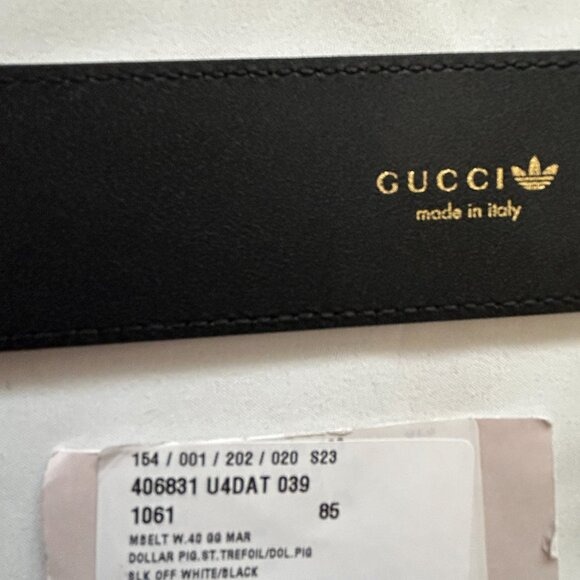 GUCCI
made in italy
154 / 001 / 202 / 020 S23
406831 U4DAT 039
1061 85
MBELT W.40 GG MAR
DOLLAR PIG.ST.TREFOIL/DOL.PIG
BLK OFF WHITE/BLACK